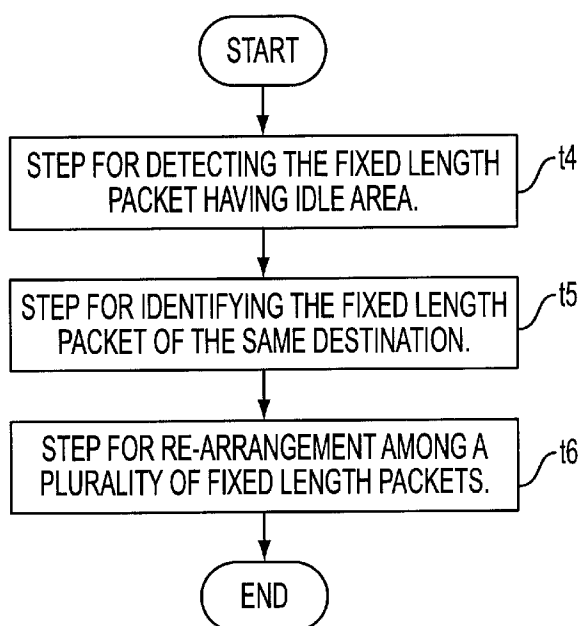 START
STEP FOR DETECTING THE FIXED LENGTH
PACKET HAVING IDLE AREA.
t4
STEP FOR IDENTIFYING THE FIXED LENGTH
PACKET OF THE SAME DESTINATION.
t5
STEP FOR RE-ARRANGEMENT AMONG A
PLURALITY OF FIXED LENGTH PACKETS.
t6
END